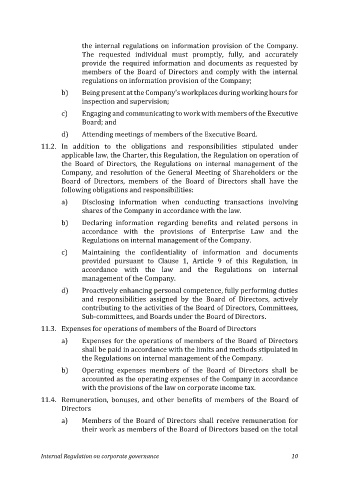 the internal regulations on information provision of the Company.
The requested individual must promptly, fully, and accurately
provide the required information and documents as requested by
members of the Board of Directors and comply with the internal
regulations on information provision of the Company;
b) Being present at the Company's workplaces during working hours for
inspection and supervision;
c) Engaging and communicating to work with members of the Executive
Board; and
d) Attending meetings of members of the Executive Board.
11.2. In addition to the obligations and responsibilities stipulated under
applicable law, the Charter, this Regulation, the Regulation on operation of
the Board of Directors, the Regulations on internal management of the
Company, and resolution of the General Meeting of Shareholders or the
Board of Directors, members of the Board of Directors shall have the
following obligations and responsibilities:
a) Disclosing information when conducting transactions involving
shares of the Company in accordance with the law.
b) Declaring information regarding benefits and related persons in
accordance with the provisions of Enterprise Law and the
Regulations on internal management of the Company.
c) Maintaining the confidentiality of information and documents
provided pursuant to Clause 1, Article 9 of this Regulation, in
accordance with the law and the Regulations on internal
management of the Company.
d) Proactively enhancing personal competence, fully performing duties
and responsibilities assigned by the Board of Directors, actively
contributing to the activities of the Board of Directors, Committees,
Sub-committees, and Boards under the Board of Directors.
11.3. Expenses for operations of members of the Board of Directors
a) Expenses for the operations of members of the Board of Directors
shall be paid in accordance with the limits and methods stipulated in
the Regulations on internal management of the Company.
b) Operating expenses members of the Board of Directors shall be
accounted as the operating expenses of the Company in accordance
with the provisions of the law on corporate income tax.
11.4. Remuneration, bonuses, and other benefits of members of the Board of
Directors
a) Members of the Board of Directors shall receive remuneration for
their work as members of the Board of Directors based on the total
Internal Regulation on corporate governance 10